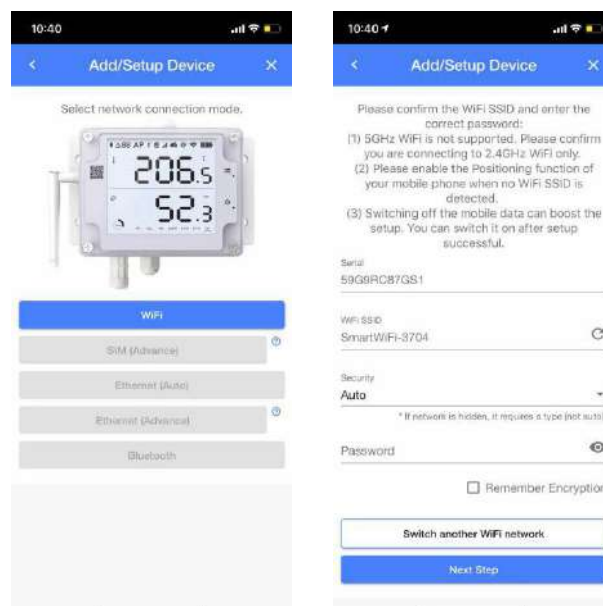 10:40
Add/Setup Device
Select network connection mode.
206.5
52.3
WiFi
SIM (Advance)
Ethernet (Auto)
Ethernet (Advance)
Bluetooth
10:40
Add/Setup Device
Please confirm the WiFi SSID and enter the
correct password:
(1) 5GHz WiFi is not supported. Please confirm
you are connecting to 2.4GHz WiFi only.
(2) Please enable the Positioning function of
your mobile phone when no WiFi SSID is
detected.
(3) Switching off the mobile data can boost the
setup. You can switch it on after setup
successful.
Serial
59G9RC87GS1
WiFi SSID
SmartWiFi-3704
Security
Auto
* If network is hidden, it requires a type (not auto)
Password
Remember Encryption
Switch another WiFi network
Next Step